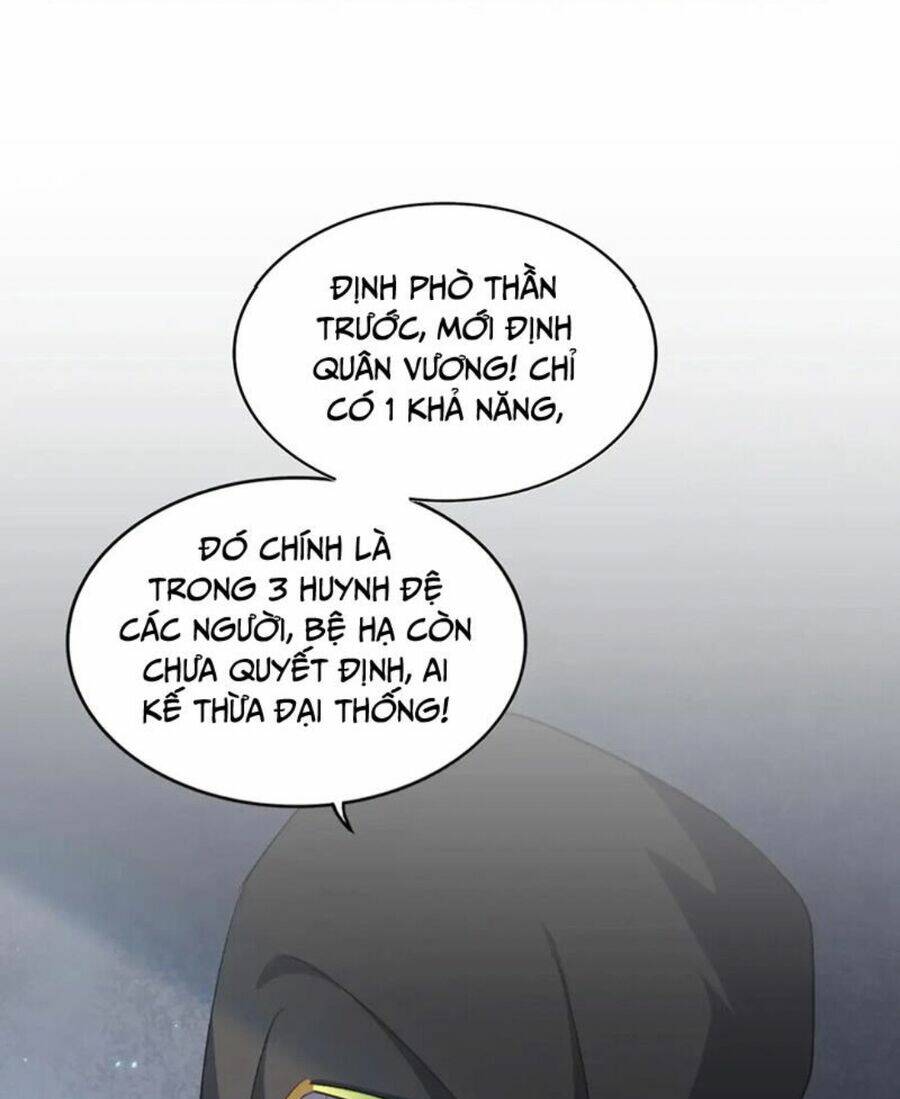 ĐỊNH PHÒ THẦN
TRƯỚC, MỚI ĐỊNH
QUÂN VƯƠNG! CHỈ
CÓ 1 KHẢ NĂNG,
ĐÓ CHÍNH LÀ
TRONG 3 HUYNH ĐỆ
CÁC NGƯỜI, BỆ HẠ CÒN
CHƯA QUYẾT ĐỊNH, AI
KẾ THỪA ĐẠI THỐNG!